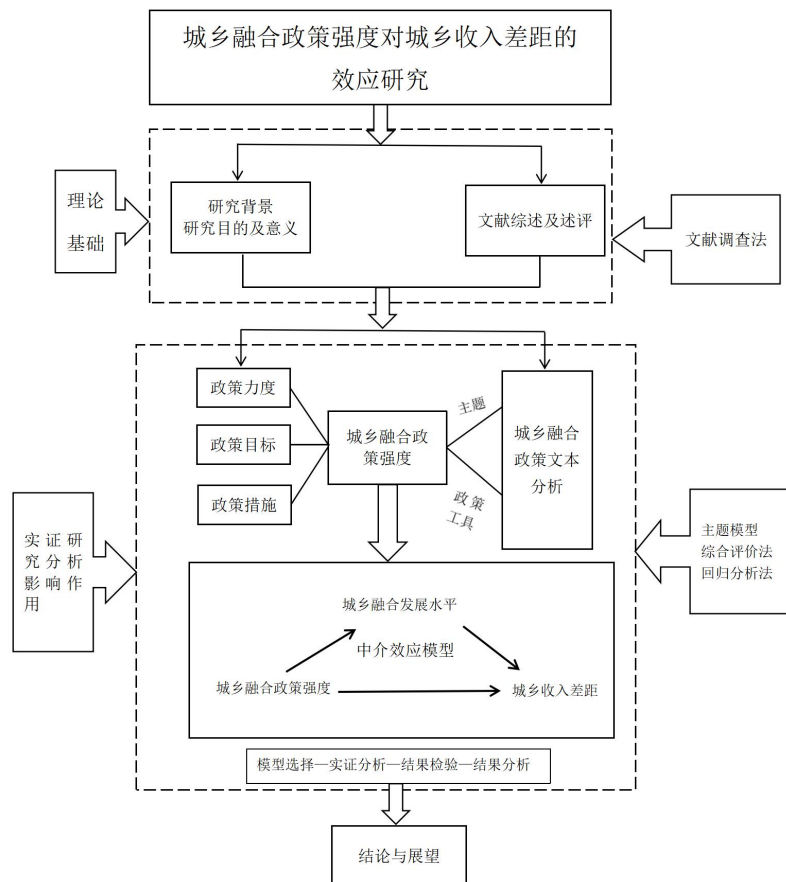 城乡融合政策强度对城乡收入差距的
效应研究
理论
基础
研究背景
研究目的及意义
文献综述及述评
文献调查法
政策力度
政策目标
政策措施
城乡融合政
策强度
主题
政策
工具
城乡融合
政策文本
分析
实证研
究分析
影响作
用
主题模型
综合评价法
回归分析法
城乡融合发展水平
中介效应模型
城乡融合政策强度
城乡收入差距
模型选择—实证分析—结果检验—结果分析
结论与展望